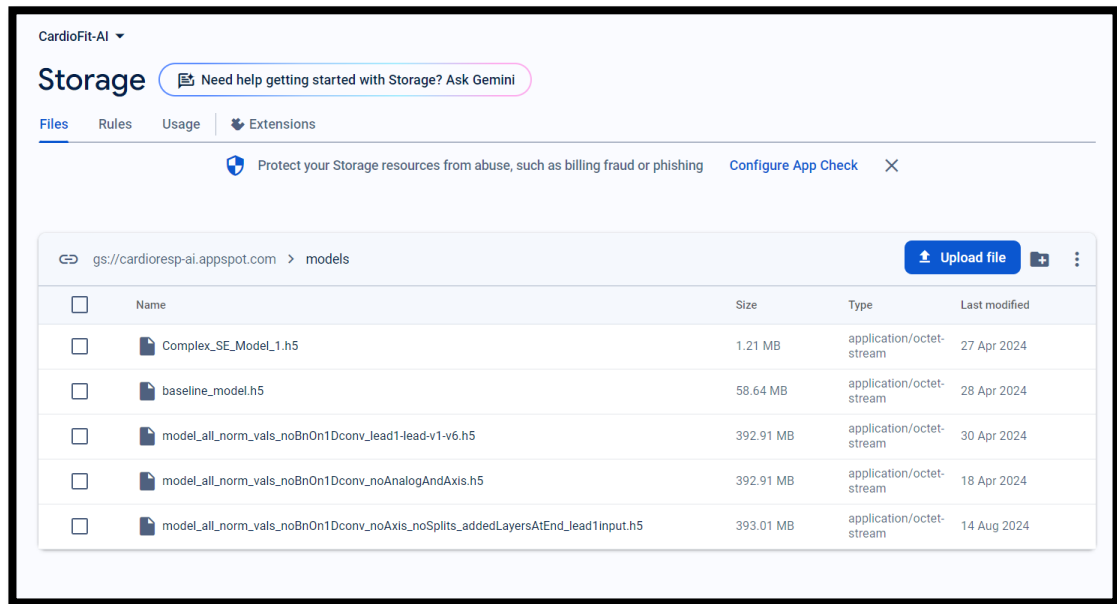 CardioFit-AI
Storage
Need help getting started with Storage? Ask Gemini
Files Rules Usage Extensions
Protect your Storage resources from abuse, such as billing fraud or phishing Configure App Check
gs://cardioresp-ai.appspot.com > models Upload file
Name Size Type Last modified
Complex_SE_Model_1.h5 1.21 MB application/octet-
stream 27 Apr 2024
baseline_model.h5 58.64 MB application/octet-
stream 28 Apr 2024
model_all_norm_vals_noBnOn1Dconv_lead1-lead-v1-v6.h5 392.91 MB application/octet-
stream 30 Apr 2024
model_all_norm_vals_noBnOn1Dconv_noAnalogAndAxis.h5 392.91 MB application/octet-
stream 18 Apr 2024
model_all_norm_vals_noBnOn1Dconv_noAxis_noSplits_addedLayersAtEnd_lead1input.h5 393.01 MB application/octet-
stream 14 Aug 2024